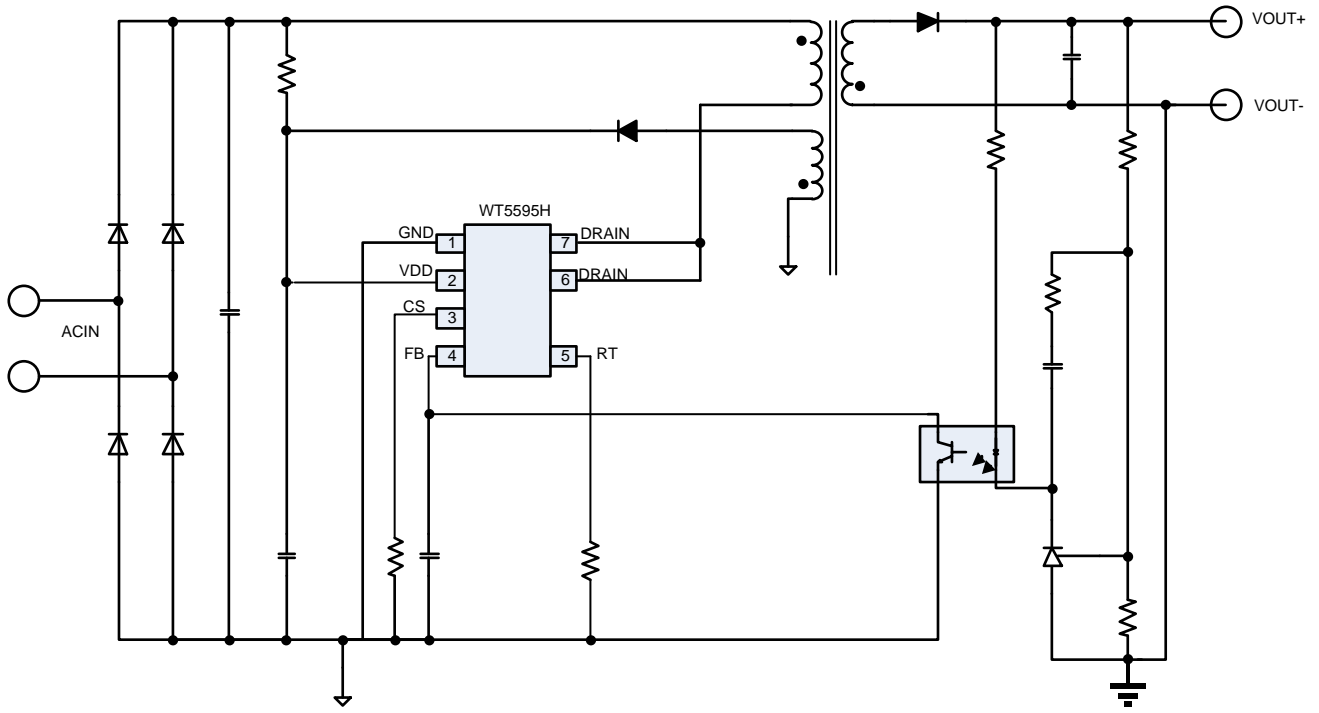 VOUT+
VOUT-
WT5595H
GND 1 7 DRAIN
VDD 2 6 DRAIN
CS 3
ACIN
FB 4 5 RT